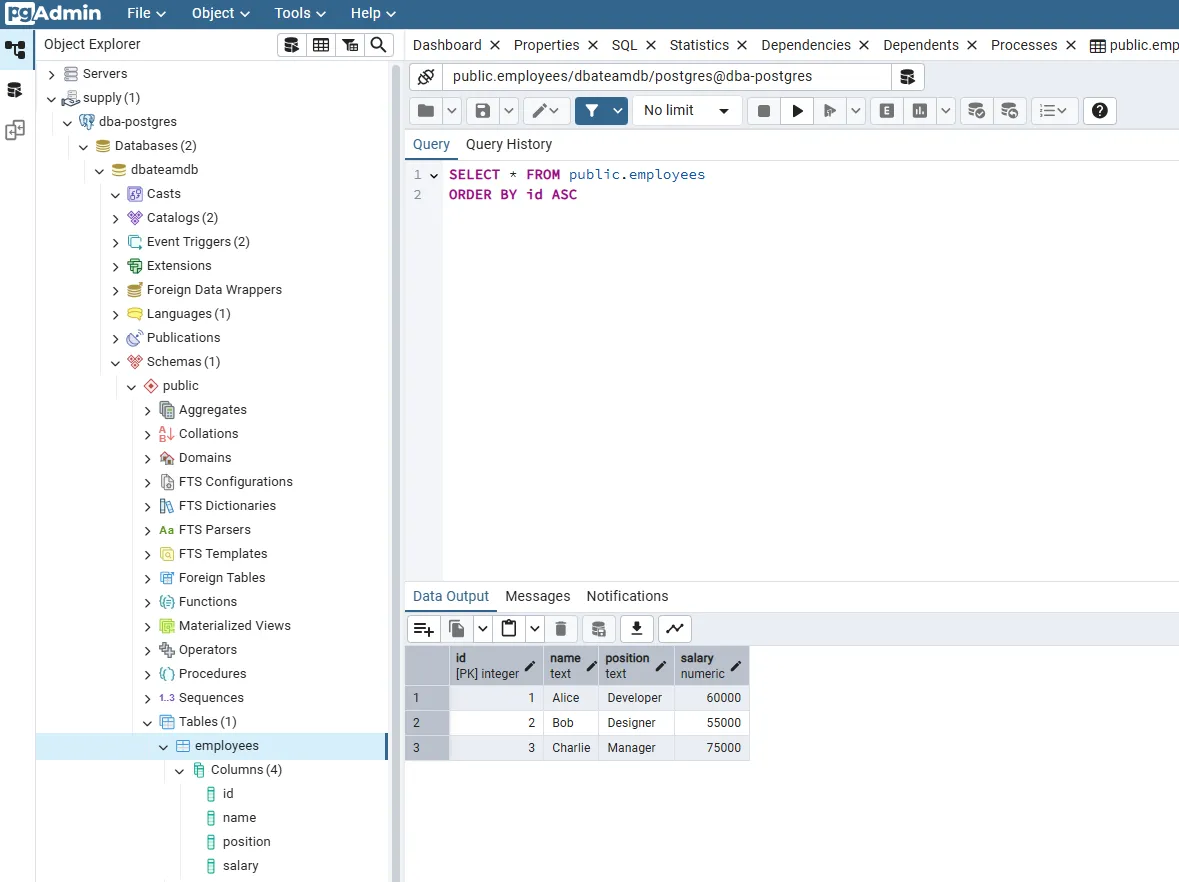 pgAdmin File Object Tools Help
Object Explorer
Dashboard Properties SQL Statistics Dependencies Dependents Processes public.emp
Servers
supply (1)
dba-postgres
Databases (2)
dbateamdb
Casts
Catalogs (2)
Event Triggers (2)
Extensions
Foreign Data Wrappers
Languages (1)
Publications
Schemas (1)
public
Aggregates
Collations
Domains
FTS Configurations
FTS Dictionaries
Aa FTS Parsers
FTS Templates
Foreign Tables
Functions
Materialized Views
Operators
Procedures
1..3 Sequences
Tables (1)
employees
Columns (4)
id
name
position
salary
public.employees/dbateamdb/postgres@dba-postgres
No limit E
Query Query History
1 SELECT * FROM public.employees
2 ORDER BY id ASC
Data Output Messages Notifications
id name position salary
[PK] integer text text numeric
1 1 Alice Developer 60000
2 2 Bob Designer 55000
3 3 Charlie Manager 75000